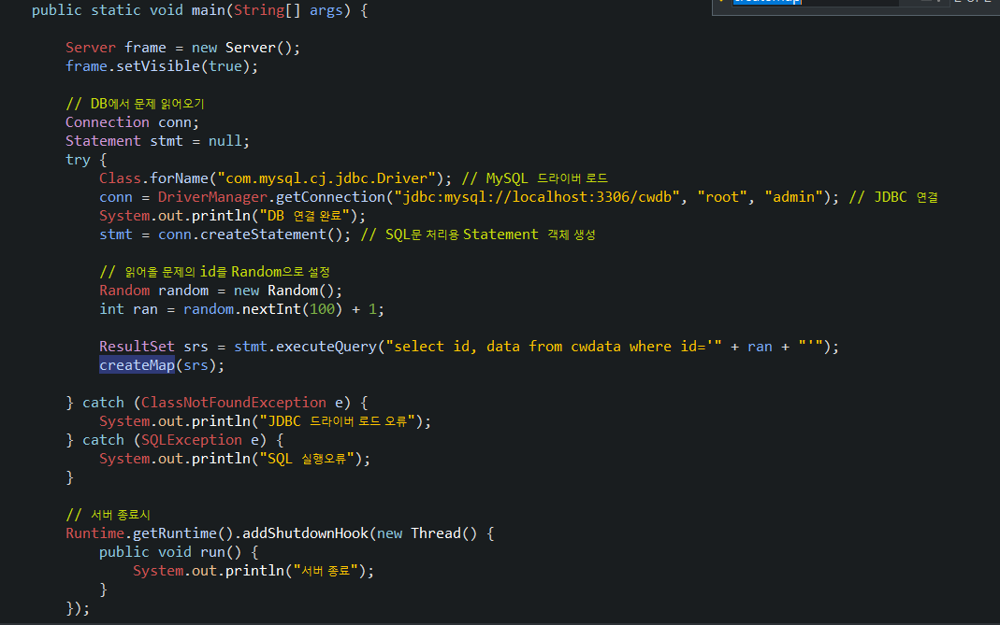 public static void main(String[] args) {
Server frame = new Server();
frame.setVisible(true);
// DB에서 문제 읽어오기
Connection conn;
Statement stmt = null;
try {
Class.forName("com.mysql.cj.jdbc.Driver"); // MySQL 드라이버 로드
conn = DriverManager.getConnection("jdbc:mysql://localhost:3306/cwdb", "root", "admin"); // JDBC 연결
System.out.println("DB 연결 완료");
stmt = conn.createStatement(); // SQL문 처리용 Statement 객체 생성
// 읽어올 문제의 id를 Random으로 설정
Random random = new Random();
int ran = random.nextInt(100) + 1;
ResultSet srs = stmt.executeQuery("select id, data from cwdata where id='" + ran + "'");
createMap(srs);
} catch (ClassNotFoundException e) {
System.out.println("JDBC 드라이버 로드 오류");
} catch (SQLException e) {
System.out.println("SQL 실행오류");
}
// 서버 종료시
Runtime.getRuntime().addShutdownHook(new Thread() {
public void run() {
System.out.println("서버 종료");
}
});